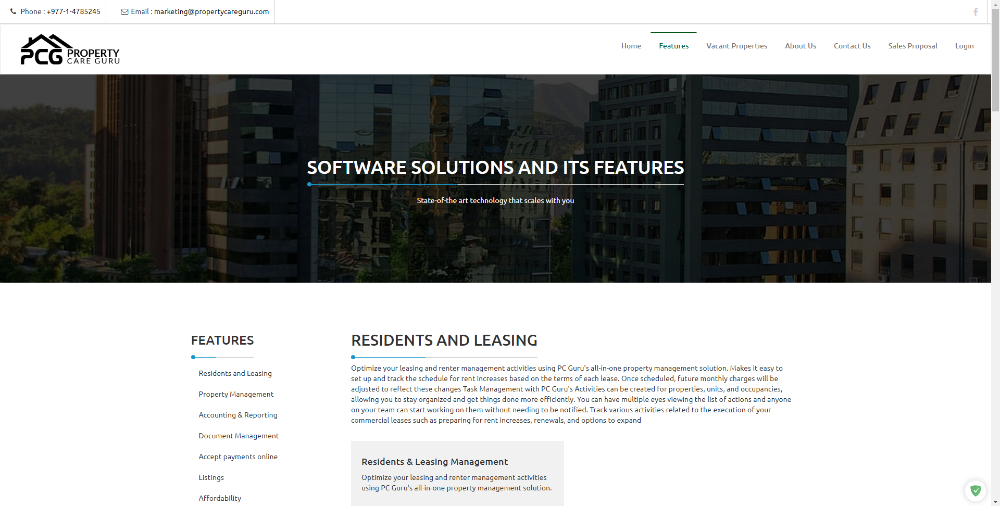 Phone : +977-1-4785245
Email : marketing@propertycareguru.com
PCG PROPERTY
CARE GURU
Home
Features
Vacant Properties
About Us
Contact Us
Sales Proposal
Login
SOFTWARE SOLUTIONS AND ITS FEATURES
State-of-the art technology that scales with you
FEATURES
Residents and Leasing
Property Management
Accounting & Reporting
Document Management
Accept payments online
Listings
Affordability
RESIDENTS AND LEASING
Optimize your leasing and renter management activities using PC Guru's all-in-one property management solution. Makes it easy to
set up and track the schedule for rent increases based on the terms of each lease. Once scheduled, future monthly charges will be
adjusted to reflect these changes Task Management with PC Guru's Activities can be created for properties, units, and occupancies,
allowing you to stay organized and get things done more efficiently. You can have multiple eyes viewing the list of actions and anyone
on your team can start working on them without needing to be notified. Track various activities related to the execution of your
commercial leases such as preparing for rent increases, renewals, and options to expand
Residents & Leasing Management
Optimize your leasing and renter management activities
using PC Guru's all-in-one property management solution.